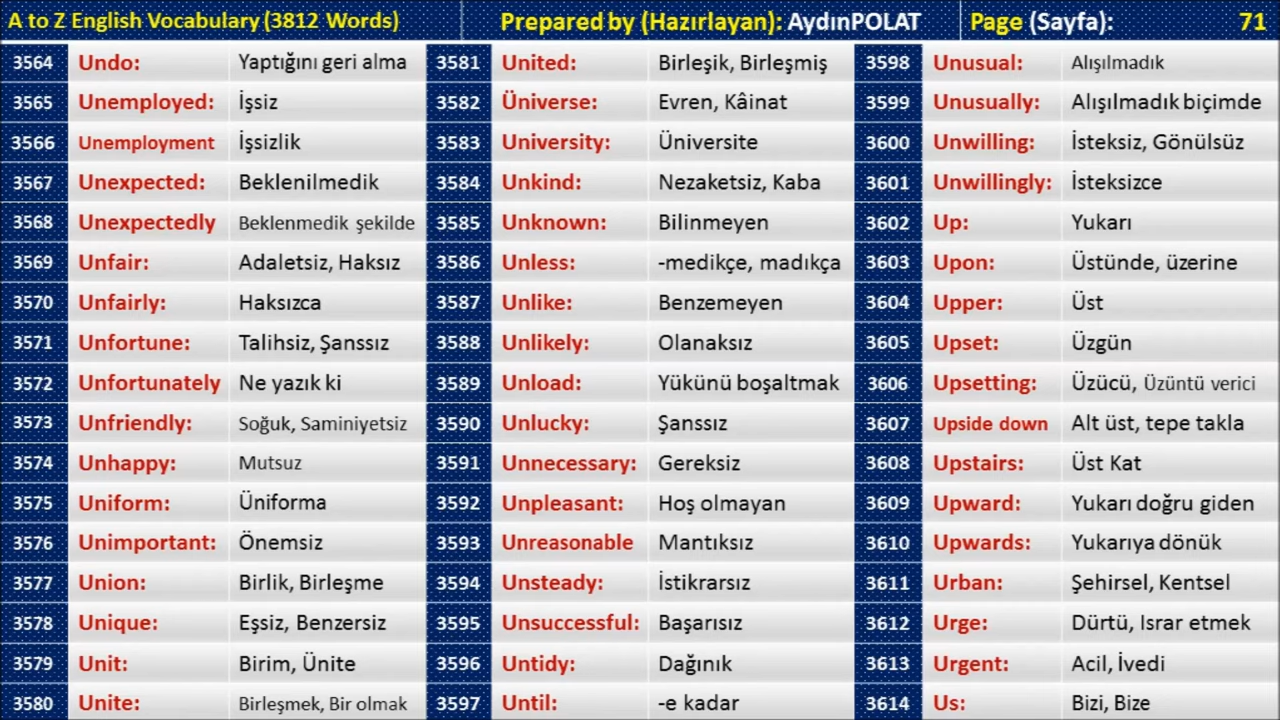 A to Z English Vocabulary (3812 Words) Prepared by (Hazırlayan): AydınPOLAT Page (Sayfa): 71
3564 Undo: Yaptığını geri alma
3565 Unemployed: İşsiz
3566 Unemployment İşsizlik
3567 Unexpected: Beklenilmedik
3568 Unexpectedly Beklenmedik şekilde
3569 Unfair: Adaletsiz, Haksız
3570 Unfairly: Haksızca
3571 Unfortune: Talihsiz, Şanssız
3572 Unfortunately Ne yazık ki
3573 Unfriendly: Soğuk, Saminiyetsiz
3574 Unhappy: Mutsuz
3575 Uniform: Üniforma
3576 Unimportant: Önemsiz
3577 Union: Birlik, Birleşme
3578 Unique: Eşsiz, Benzersiz
3579 Unit: Birim, Ünite
3580 Unite: Birleşmek, Bir olmak
3581 United: Birleşik, Birleşmiş
3582 Üniverse: Evren, Kâinat
3583 University: Üniversite
3584 Unkind: Nezaketsiz, Kaba
3585 Unknown: Bilinmeyen
3586 Unless: -medikçe, madıkça
3587 Unlike: Benzemeyen
3588 Unlikely: Olanaksız
3589 Unload: Yükünü boşaltmak
3590 Unlucky: Şanssız
3591 Unnecessary: Gereksiz
3592 Unpleasant: Hoş olmayan
3593 Unreasonable Mantıksız
3594 Unsteady: İstikrarsız
3595 Unsuccessful: Başarısız
3596 Untidy: Dağınık
3597 Until: -e kadar
3598 Unusual: Alışılmadık
3599 Unusually: Alışılmadık biçimde
3600 Unwilling: İsteksiz, Gönülsüz
3601 Unwillingly: İsteksizce
3602 Up: Yukarı
3603 Upon: Üstünde, üzerine
3604 Upper: Üst
3605 Upset: Üzgün
3606 Upsetting: Üzücü, Üzüntü verici
3607 Upside down Alt üst, tepe takla
3608 Upstairs: Üst Kat
3609 Upward: Yukarı doğru giden
3610 Upwards: Yukarıya dönük
3611 Urban: Şehirsel, Kentsel
3612 Urge: Dürtü, Israr etmek
3613 Urgent: Acil, İvedi
3614 Us: Bizi, Bize